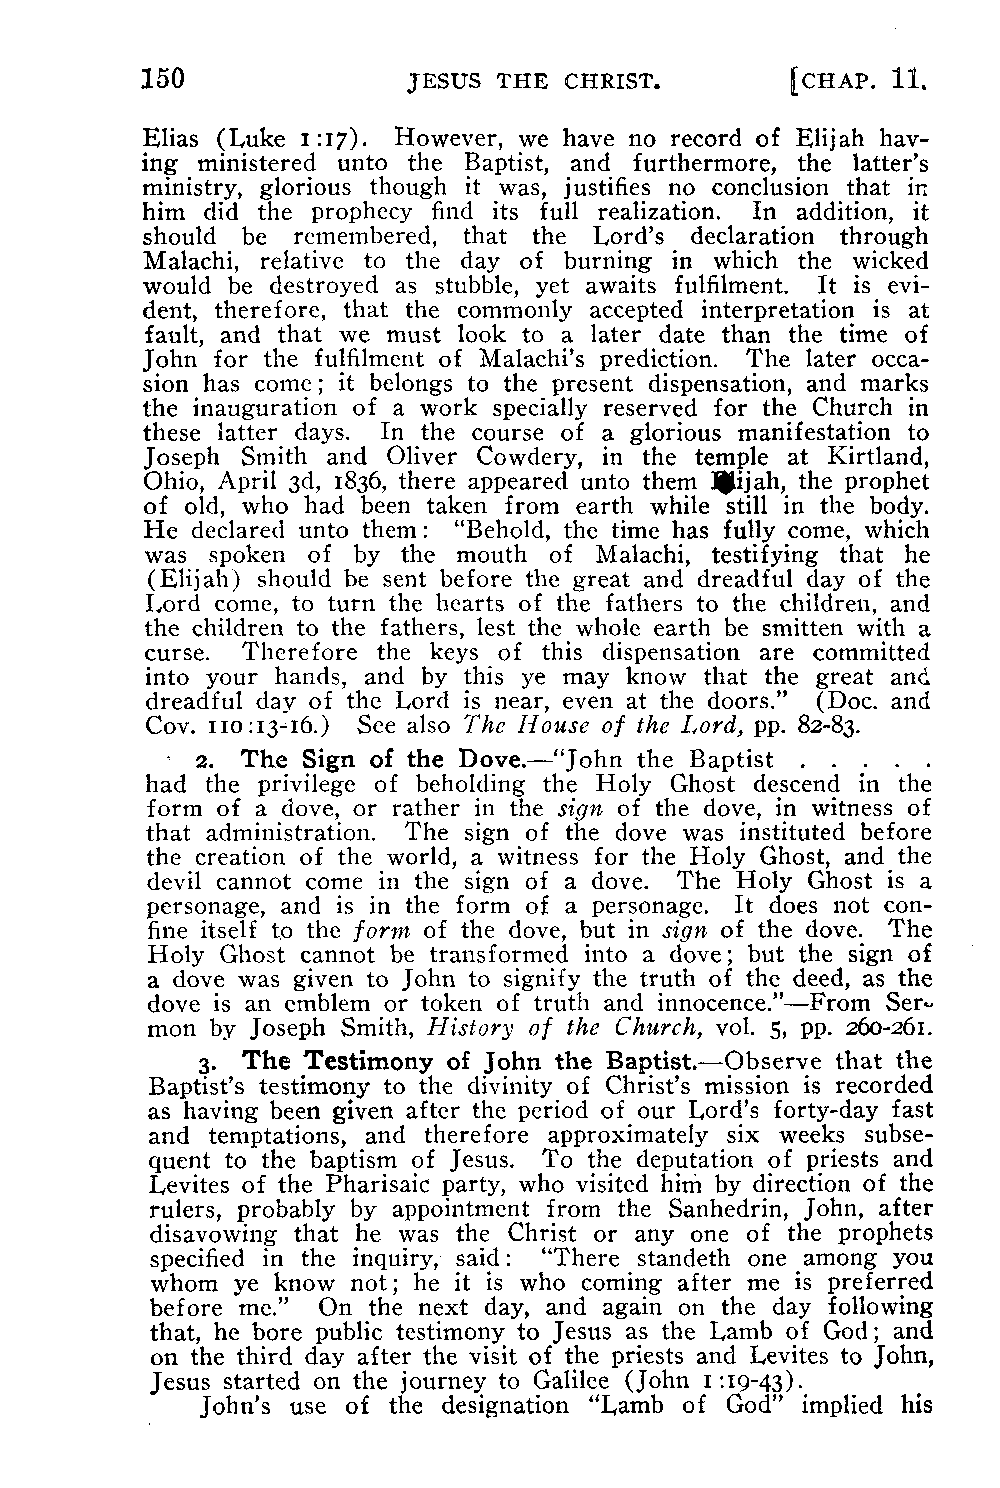 150 JESUS THE CHRIST. [CHAP. 11.
Elias (Luke 1:17). However, we have no record of Elijah hav-
ing ministered unto the Baptist, and furthermore, the latter's
ministry, glorious though it was, justifies no conclusion that in
him did the prophecy find its full realization. In addition, it
should be remembered, that the Lord's declaration through
Malachi, relative to the day of burning in which the wicked
would be destroyed as stubble, yet awaits fulfilment. It is evi-
dent, therefore, that the commonly accepted interpretation is at
fault, and that we must look to a later date than the time of
John for the fulfilment of Malachi's prediction. The later occa-
sion has come; it belongs to the present dispensation, and marks
the inauguration of a work specially reserved for the Church in
these latter days. In the course of a glorious manifestation to
Joseph Smith and Oliver Cowdery, in the temple at Kirtland,
Ohio, April 3d, 1836, there appeared unto them Elijah, the prophet
of old, who had been taken from earth while still in the body.
He declared unto them: "Behold, the time has fully come, which
was spoken of by the mouth of Malachi, testifying that he
(Elijah) should be sent before the great and dreadful day of the
Lord come, to turn the hearts of the fathers to the children, and
the children to the fathers, lest the whole earth be smitten with a
curse. Therefore the keys of this dispensation are committed
into your hands, and by this ye may know that the great and
dreadful day of the Lord is near, even at the doors." (Doc. and
Cov. 110:13-16.) See also The House of the Lord, pp. 82-83.
2. The Sign of the Dove.—"John the Baptist . . . . .
had the privilege of beholding the Holy Ghost descend in the
form of a dove, or rather in the sign of the dove, in witness of
that administration. The sign of the dove was instituted before
the creation of the world, a witness for the Holy Ghost, and the
devil cannot come in the sign of a dove. The Holy Ghost is a
personage, and is in the form of a personage. It does not con-
fine itself to the form of the dove, but in sign of the dove. The
Holy Ghost cannot be transformed into a dove; but the sign of
a dove was given to John to signify the truth of the deed, as the
dove is an emblem or token of truth and innocence."—From Ser-
mon by Joseph Smith, History of the Church, vol. 5, pp. 260-261.
3. The Testimony of John the Baptist.—Observe that the
Baptist's testimony to the divinity of Christ's mission is recorded
as having been given after the period of our Lord's forty-day fast
and temptations, and therefore approximately six weeks subse-
quent to the baptism of Jesus. To the deputation of priests and
Levites of the Pharisaic party, who visited him by direction of the
rulers, probably by appointment from the Sanhedrin, John, after
disavowing that he was the Christ or any one of the prophets
specified in the inquiry, said: "There standeth one among you
whom ye know not; he it is who coming after me is preferred
before me." On the next day, and again on the day following
that, he bore public testimony to Jesus as the Lamb of God; and
on the third day after the visit of the priests and Levites to John,
Jesus started on the journey to Galilee (John 1:19-43).
John's use of the designation "Lamb of God" implied his